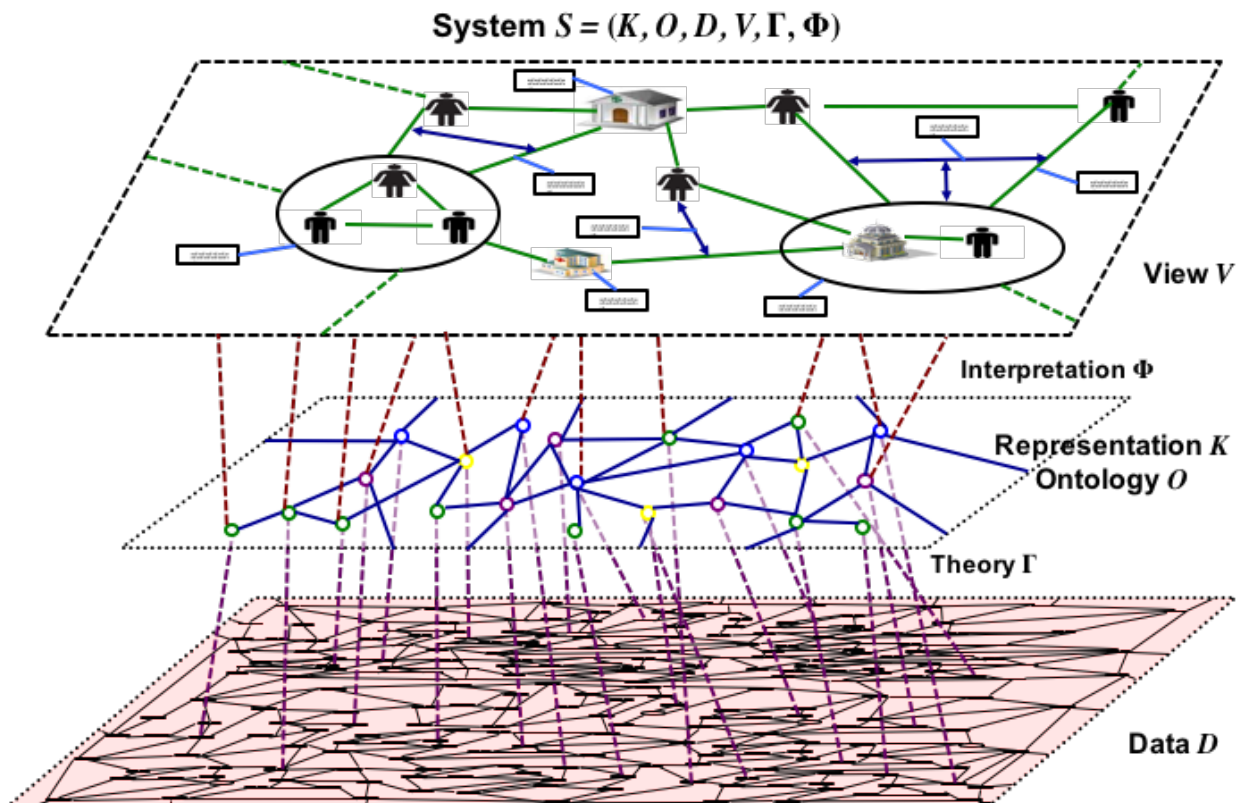 System S = (K, O, D, V, Γ, Φ)
View V
Interpretation Φ
Representation K
Ontology O
Theory Γ
Data D